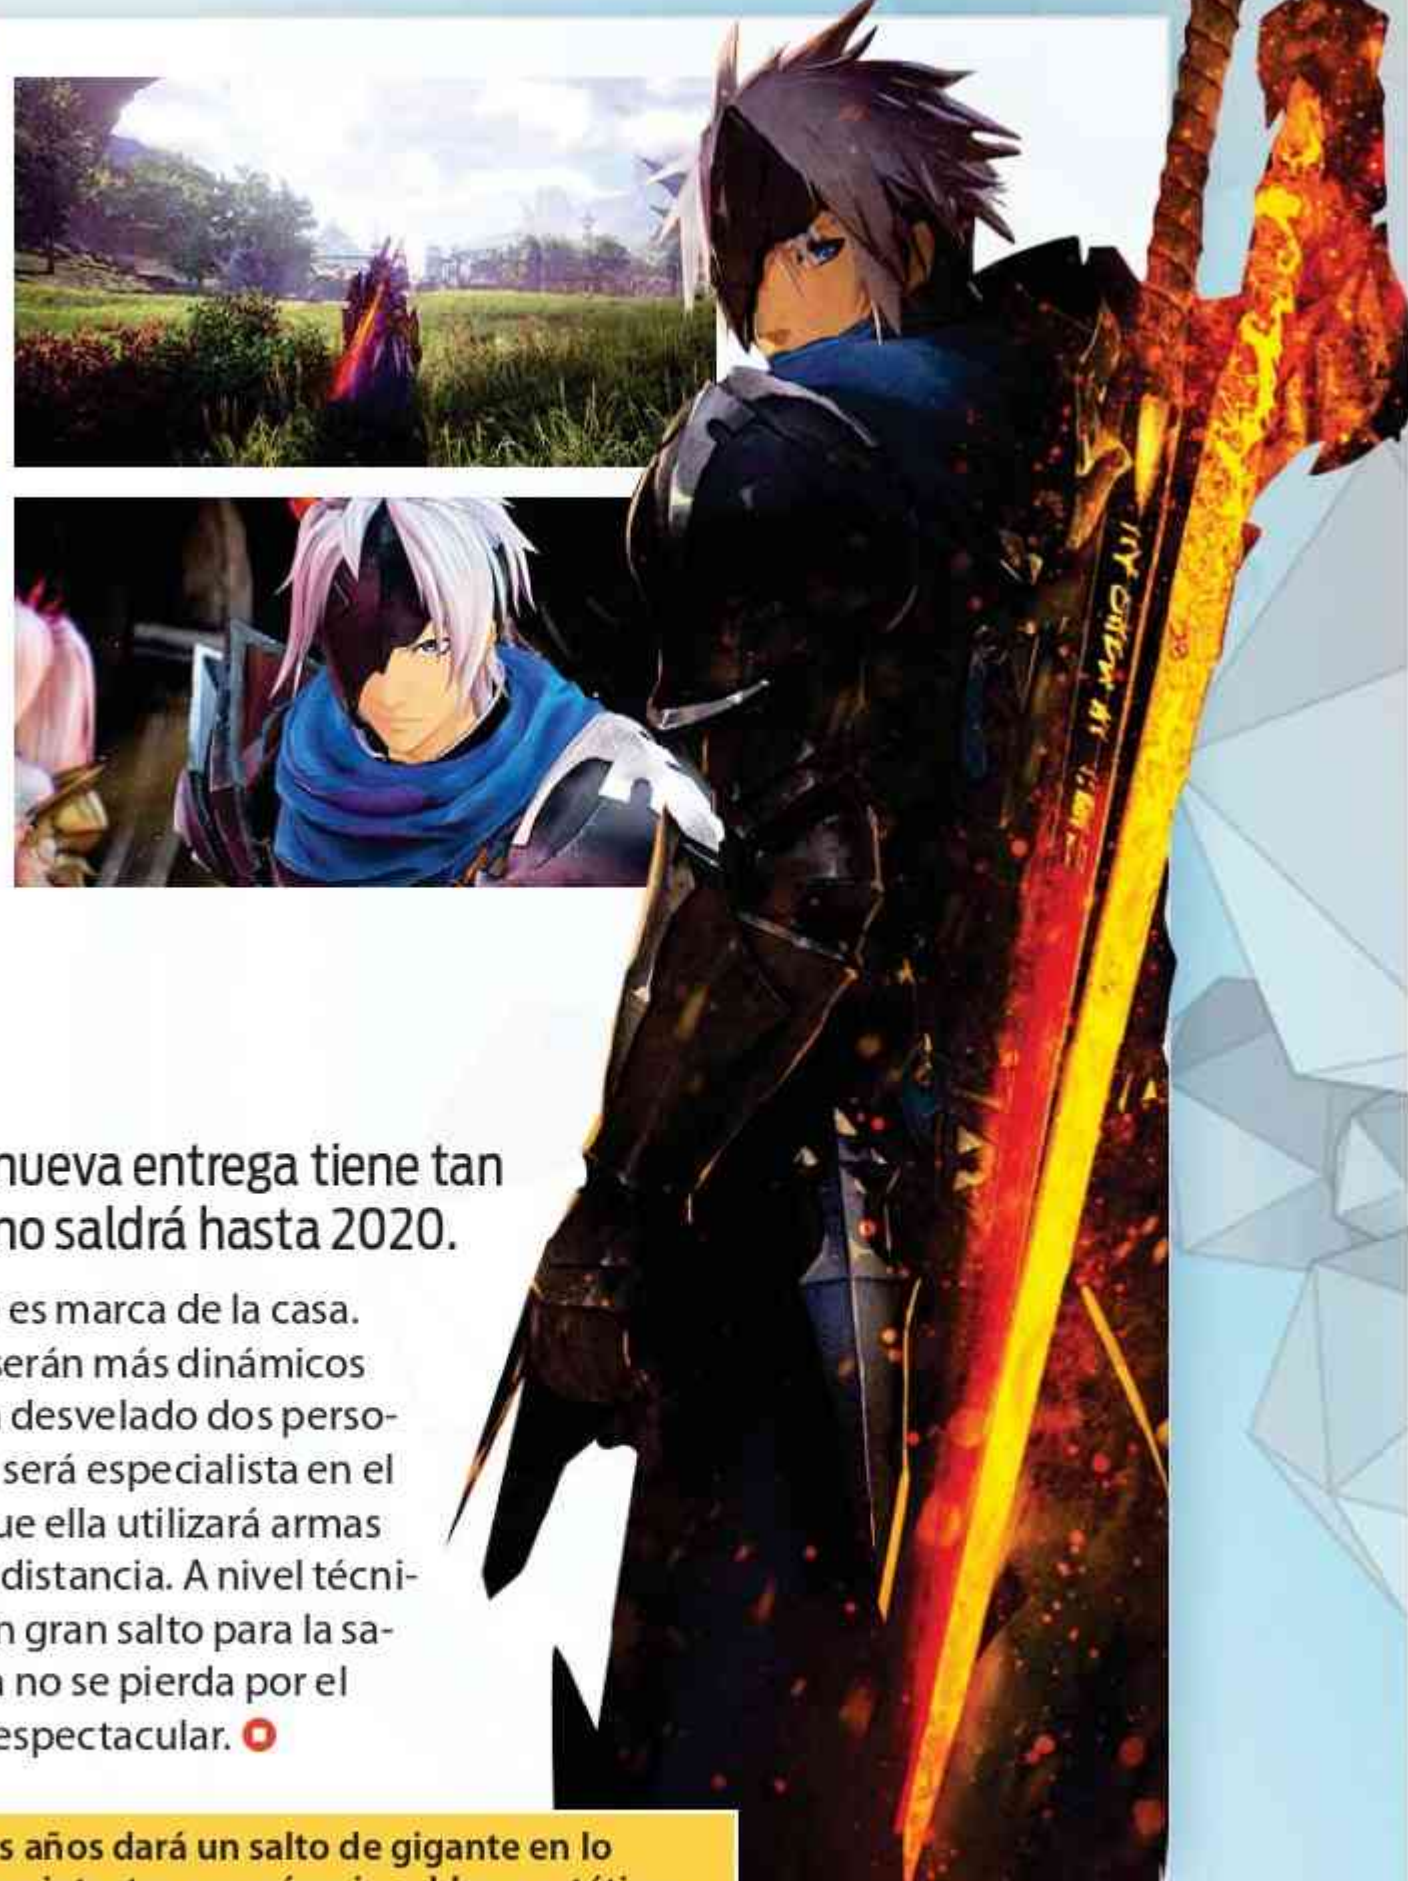 nueva entrega tiene tan
no saldrá hasta 2020.
es marca de la casa.
serán más dinámicos
desvelado dos perso-
será especialista en el
ue ella utilizará armas
distancia. A nivel técni-
n gran salto para la sa-
no se pierda por el
espectacular.
s años dará un salto de gigante en lo